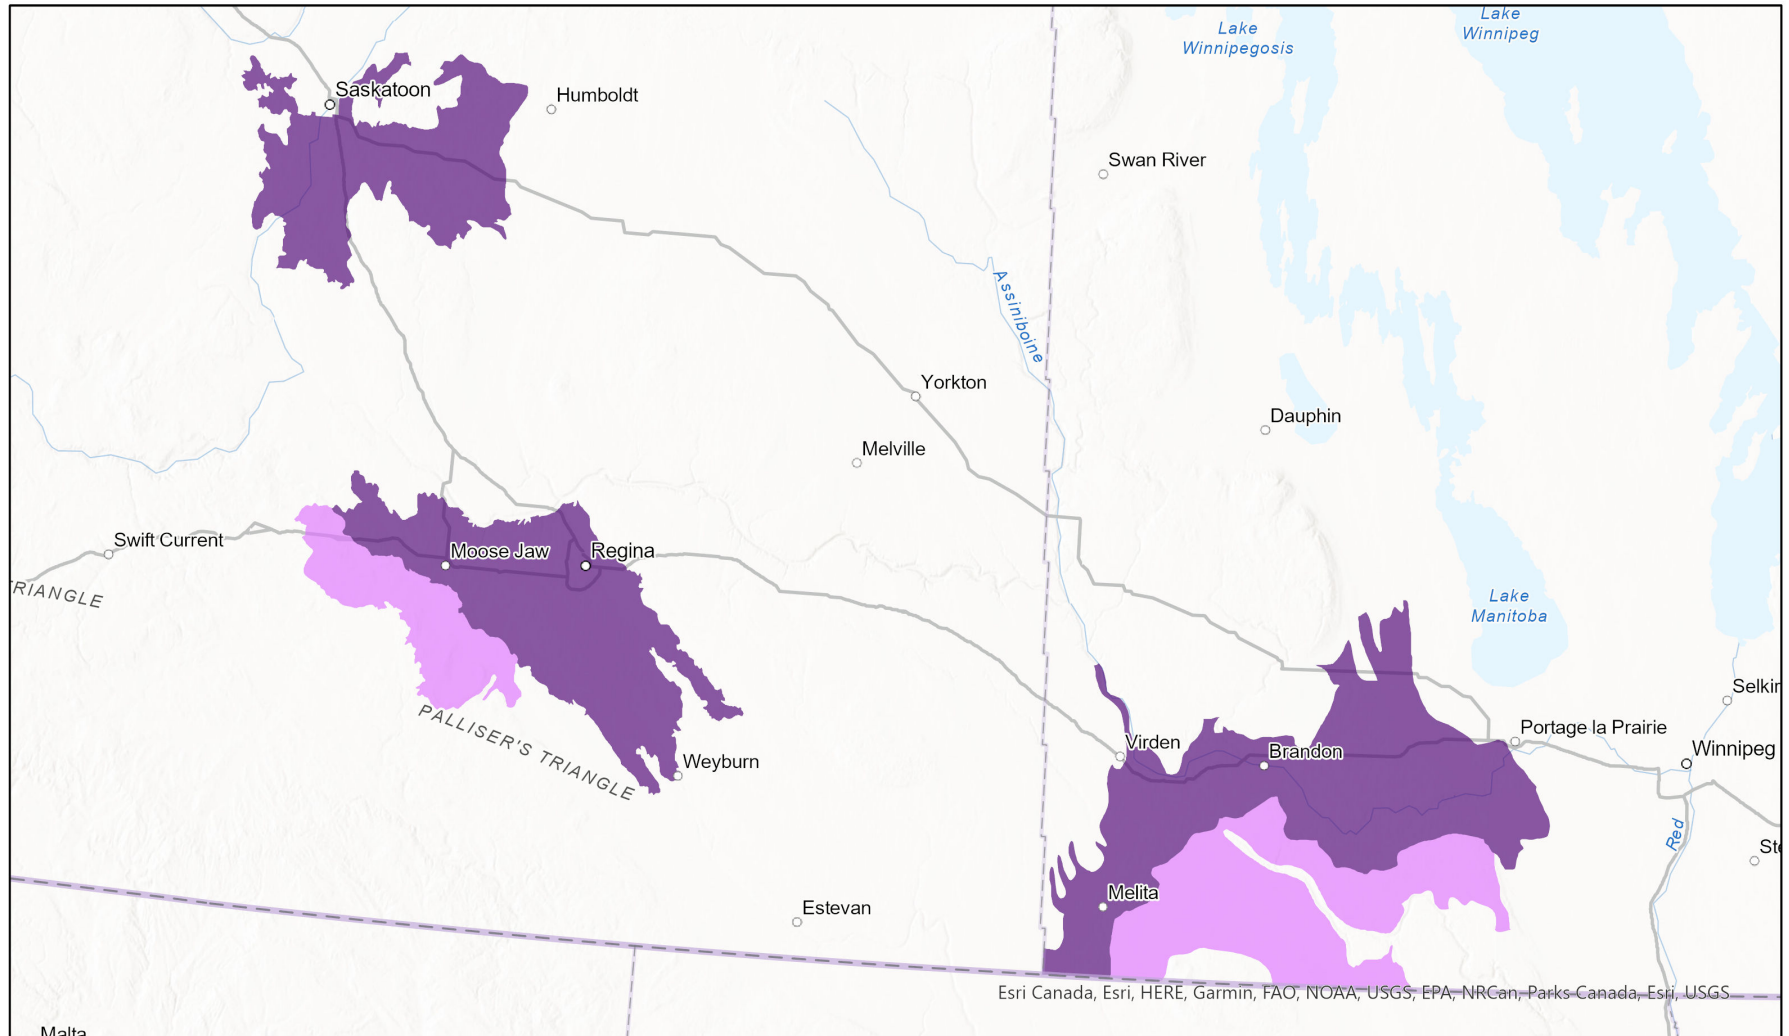 Lake
Winnipegosis
Lake
Winnipeg
Saskatoon
Humboldt
Swan River
Assiniboine
Yorkton
Dauphin
Melville
Swift Current
Moose Jaw
Regina
RIANGLE
Lake
Manitoba
PALLISER'S TRIANGLE
Selkir
Portage la Prairie
Virden
Brandon
Winnipeg
Weyburn
Red
Ste
Melita
Estevan
Esri Canada, Esri, HERE, Garmin, FAO, NOAA, USGS, EPA, NRCan, Parks Canada, Esri, USGS
Malta